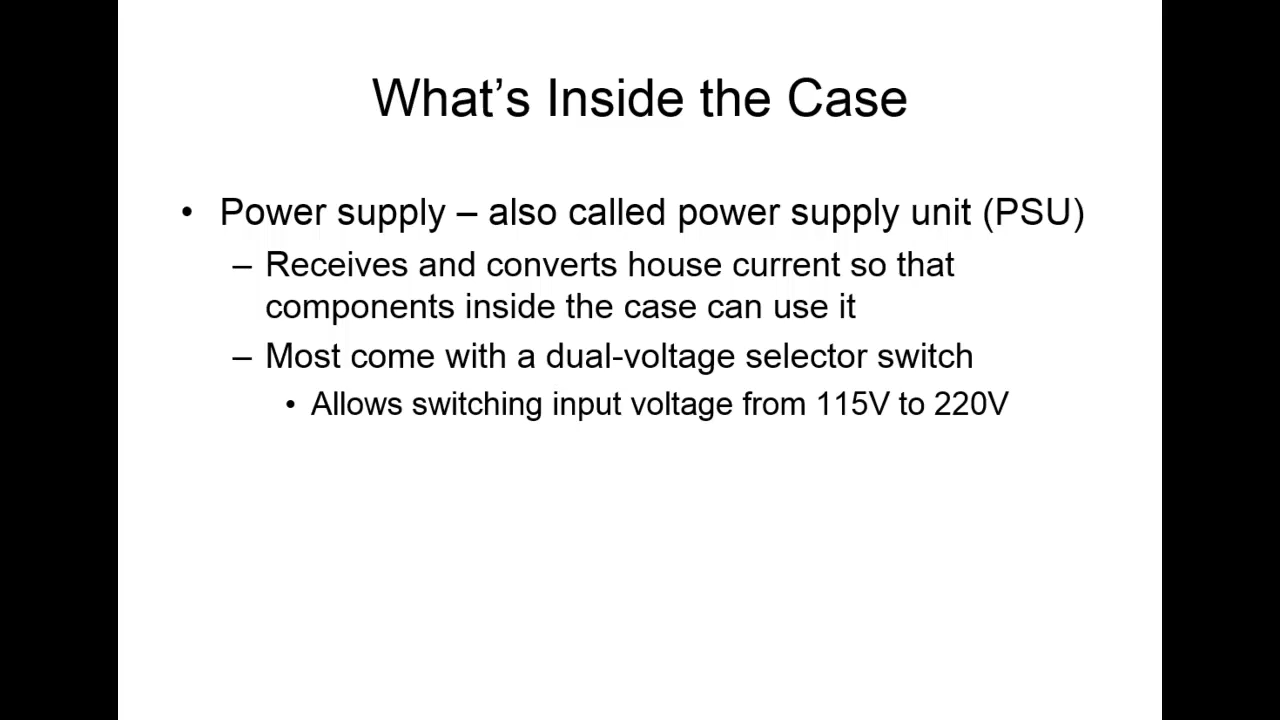 What’s Inside the Case
• Power supply – also called power supply unit (PSU)
– Receives and converts house current so that
components inside the case can use it
– Most come with a dual-voltage selector switch
• Allows switching input voltage from 115V to 220V